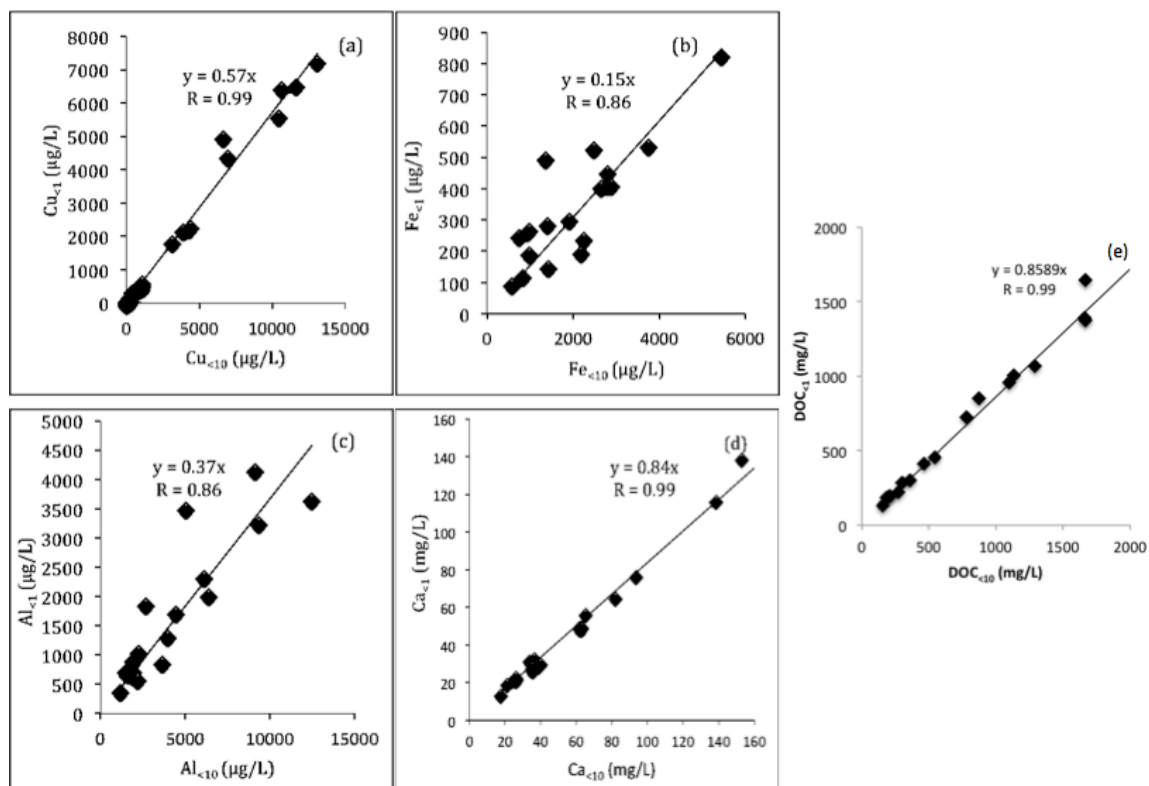 (a)
y = 0.57x
R = 0.99
8000
7000
6000
5000
4000
3000
2000
1000
0
Cu<1 (µg/L)
0 5000 10000 15000
Cu<10 (µg/L)
(b)
y = 0.15x
R = 0.86
900
800
700
600
500
400
300
200
100
0
Fe<1 (µg/L)
0 2000 4000 6000
Fe<10 (µg/L)
(c)
y = 0.37x
R = 0.86
5000
4500
4000
3500
3000
2500
2000
1500
1000
500
0
Al<1 (µg/L)
0 5000 10000 15000
Al<10 (µg/L)
(d)
y = 0.84x
R = 0.99
160
140
120
100
80
60
40
20
0
Ca<1 (mg/L)
0 20 40 60 80 100 120 140 160
Ca<10 (mg/L)
(e)
y = 0.8589x
R = 0.99
2000
1500
1000
500
0
DOC<1 (mg/L)
0 500 1000 1500 2000
DOC<10 (mg/L)